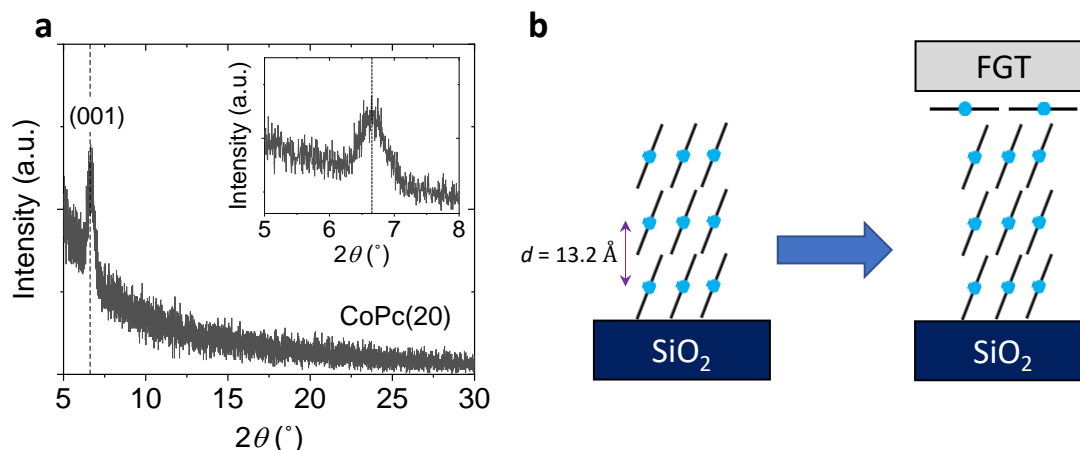 a
Intensity (a.u.)
(001)
CoPc(20)
5 10 15 20 25 30
2θ (˚)
Intensity (a.u.)
5 6 7 8
2θ (˚)
b
d = 13.2 Å
SiO2
FGT
SiO2